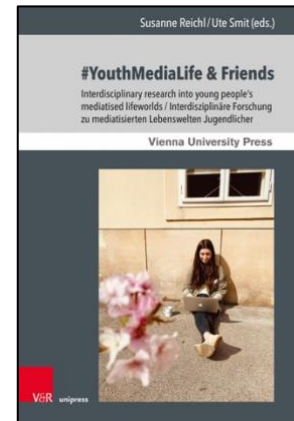 Susanne Reichl/Ute Smit (eds.)
#YouthMediaLife & Friends
Interdisciplinary research into young people's
mediatised lifeworlds / Interdisziplinäre Forschung
zu mediatisierten Lebenswelten Jugendlicher
Vienna University Press
V&R unipress